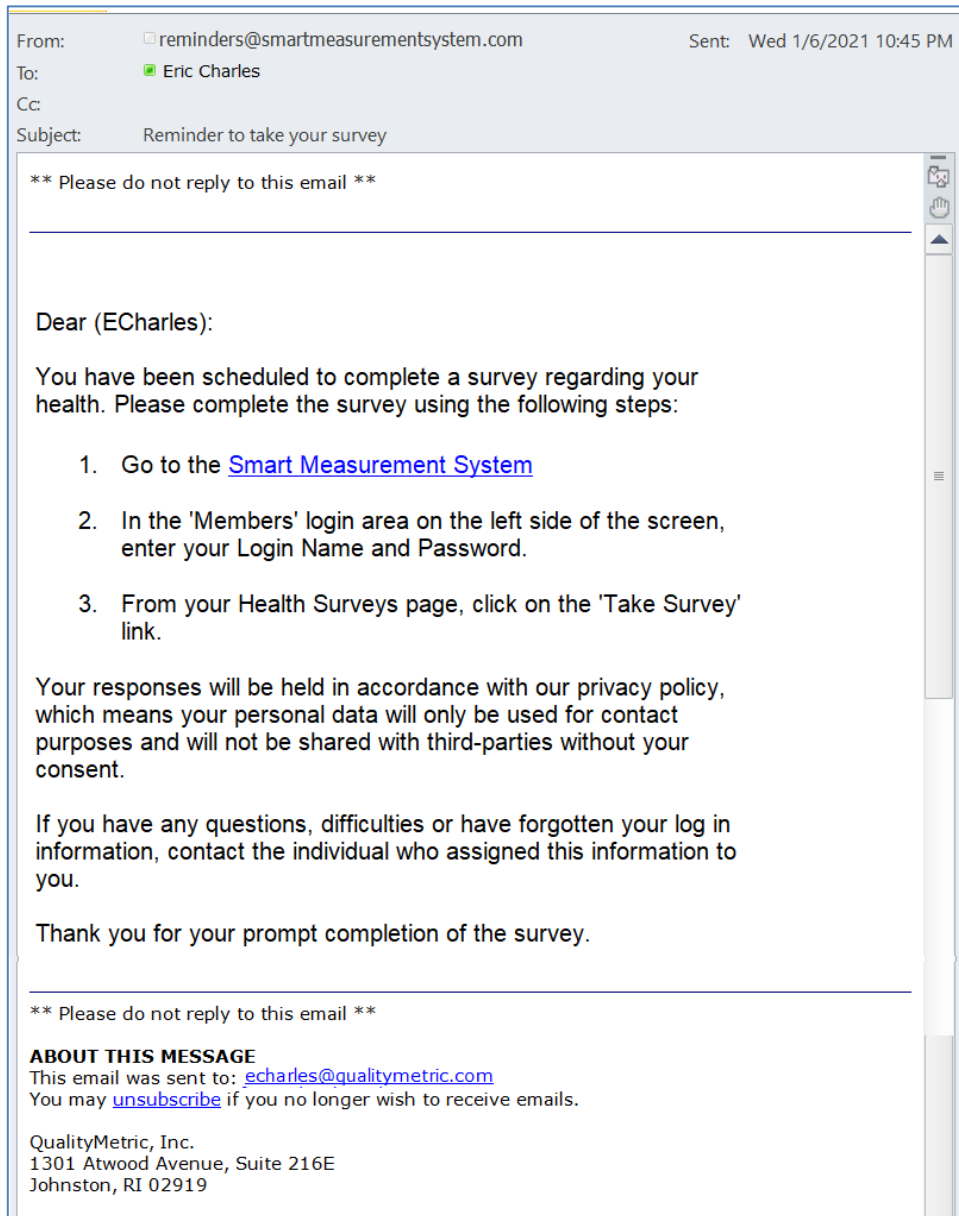 From: reminders@smartmeasurementsystem.com Sent: Wed 1/6/2021 10:45 PM
To: Eric Charles
Cc:
Subject: Reminder to take your survey
** Please do not reply to this email **
Dear (ECharles):
You have been scheduled to complete a survey regarding your
health. Please complete the survey using the following steps:
1. Go to the Smart Measurement System
2. In the 'Members' login area on the left side of the screen,
enter your Login Name and Password.
3. From your Health Surveys page, click on the 'Take Survey'
link.
Your responses will be held in accordance with our privacy policy,
which means your personal data will only be used for contact
purposes and will not be shared with third-parties without your
consent.
If you have any questions, difficulties or have forgotten your log in
information, contact the individual who assigned this information to
you.
Thank you for your prompt completion of the survey.
** Please do not reply to this email **
ABOUT THIS MESSAGE
This email was sent to: echarles@qualitymetric.com
You may unsubscribe if you no longer wish to receive emails.
QualityMetric, Inc.
1301 Atwood Avenue, Suite 216E
Johnston, RI 02919